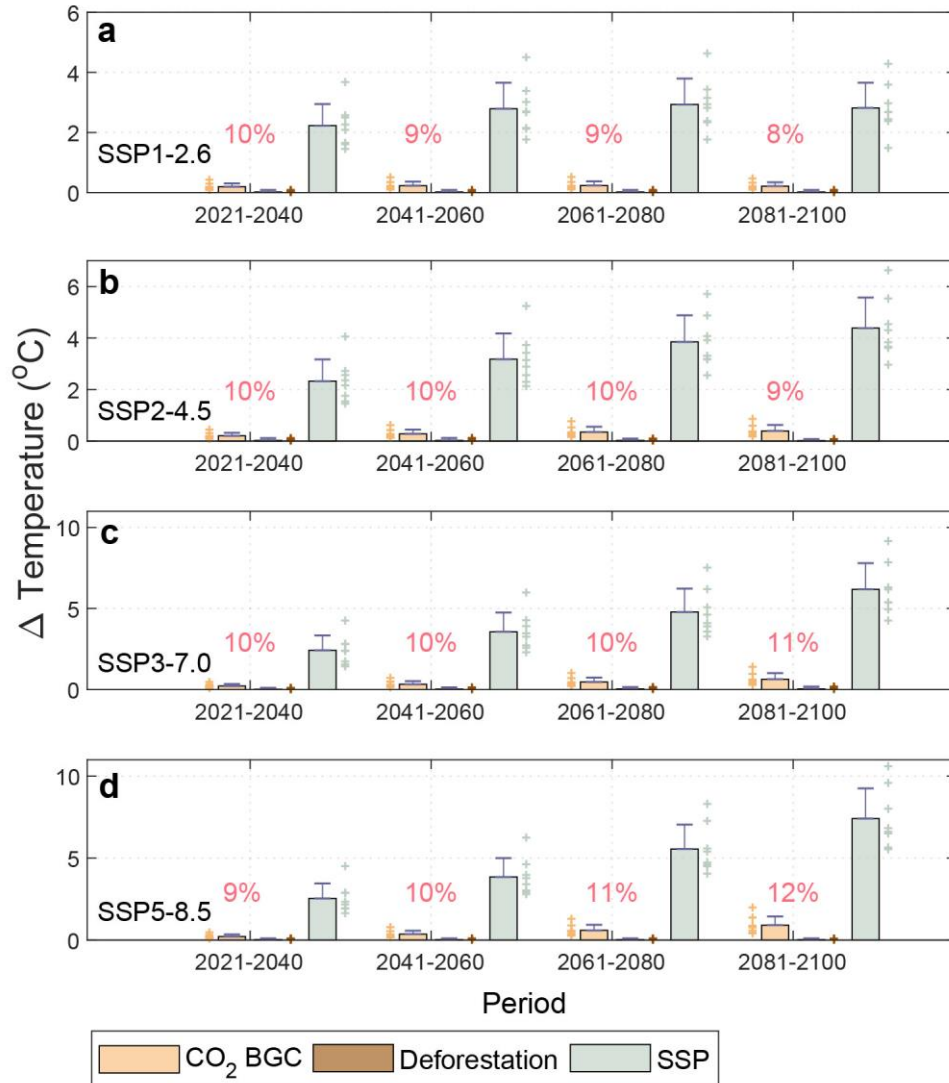 Δ Temperature (°C)
a
6
4
2
0
10% 9% 9% 8%
SSP1-2.6
2021-2040 2041-2060 2061-2080 2081-2100
b
6
4
2
0
10% 10% 10% 9%
SSP2-4.5
2021-2040 2041-2060 2061-2080 2081-2100
c
10
5
0
10% 10% 10% 11%
SSP3-7.0
2021-2040 2041-2060 2061-2080 2081-2100
d
10
5
0
9% 10% 11% 12%
SSP5-8.5
2021-2040 2041-2060 2061-2080 2081-2100
Period
CO₂ BGC Deforestation SSP